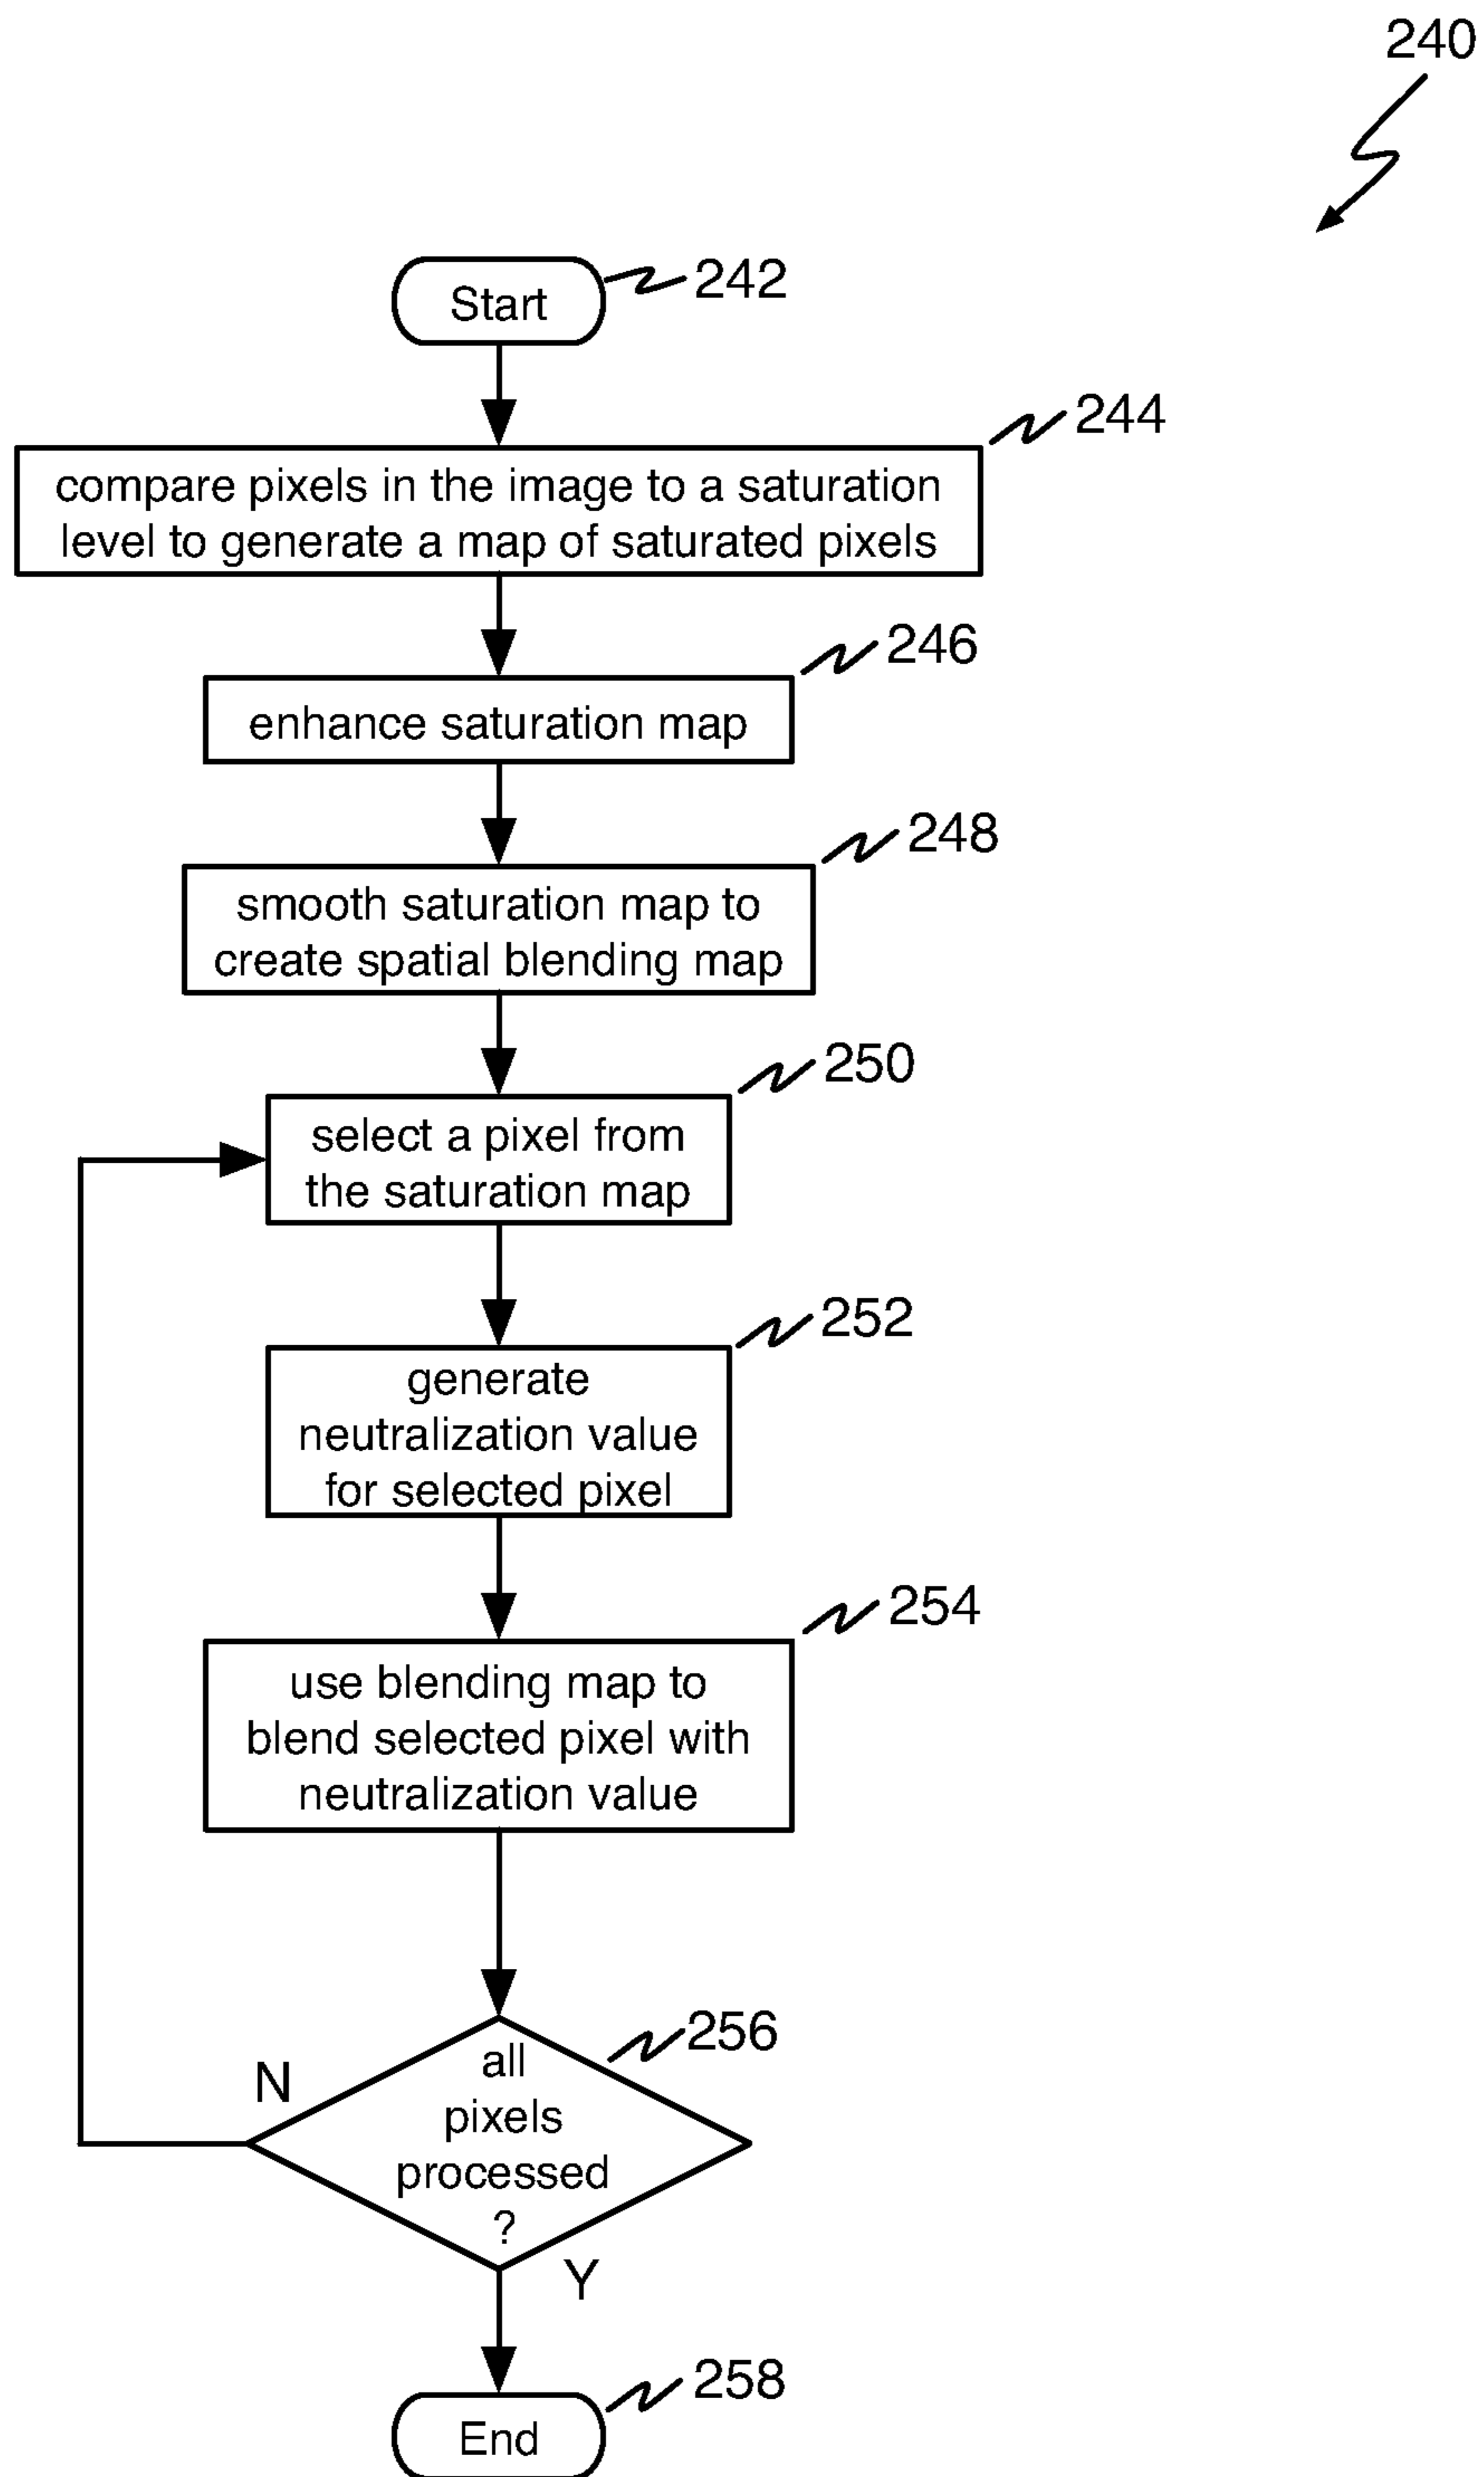 240
Start
242
244
compare pixels in the image to a saturation
level to generate a map of saturated pixels
246
enhance saturation map
248
smooth saturation map to
create spatial blending map
250
select a pixel from
the saturation map
252
generate
neutralization value
for selected pixel
254
use blending map to
blend selected pixel with
neutralization value
256
all
pixels
processed
?
N
Y
258
End